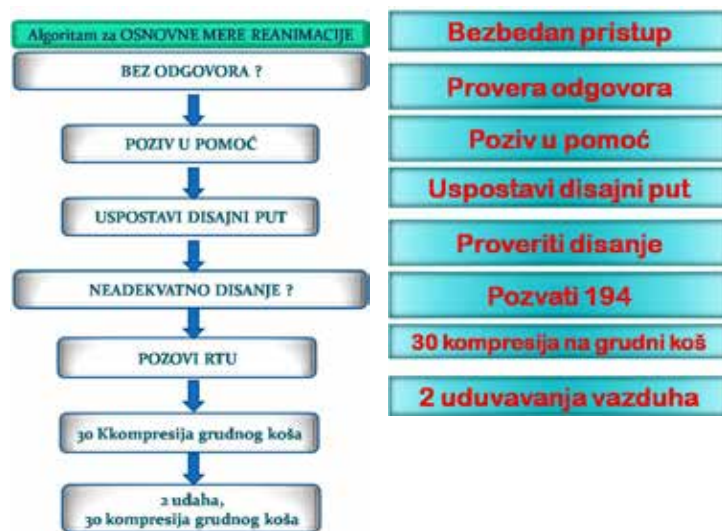 Algoritam za OSNOVNE MERE REANIMACIJE
BEZ ODGOVORA ?
POZIV U POMOĆ
USPOSTAVI DISAJNI PUT
NEADEKVATNO DISANJE ?
POZOVI RTU
30 Kkompresija grudnog koša
2 udaha,
30 kompresija grudnog koša
Bezbedan pristup
Provera odgovora
Poziv u pomoć
Uspostavi disajni put
Proveriti disanje
Pozvati 194
30 kompresija na grudni koš
2 uduvavanja vazduha